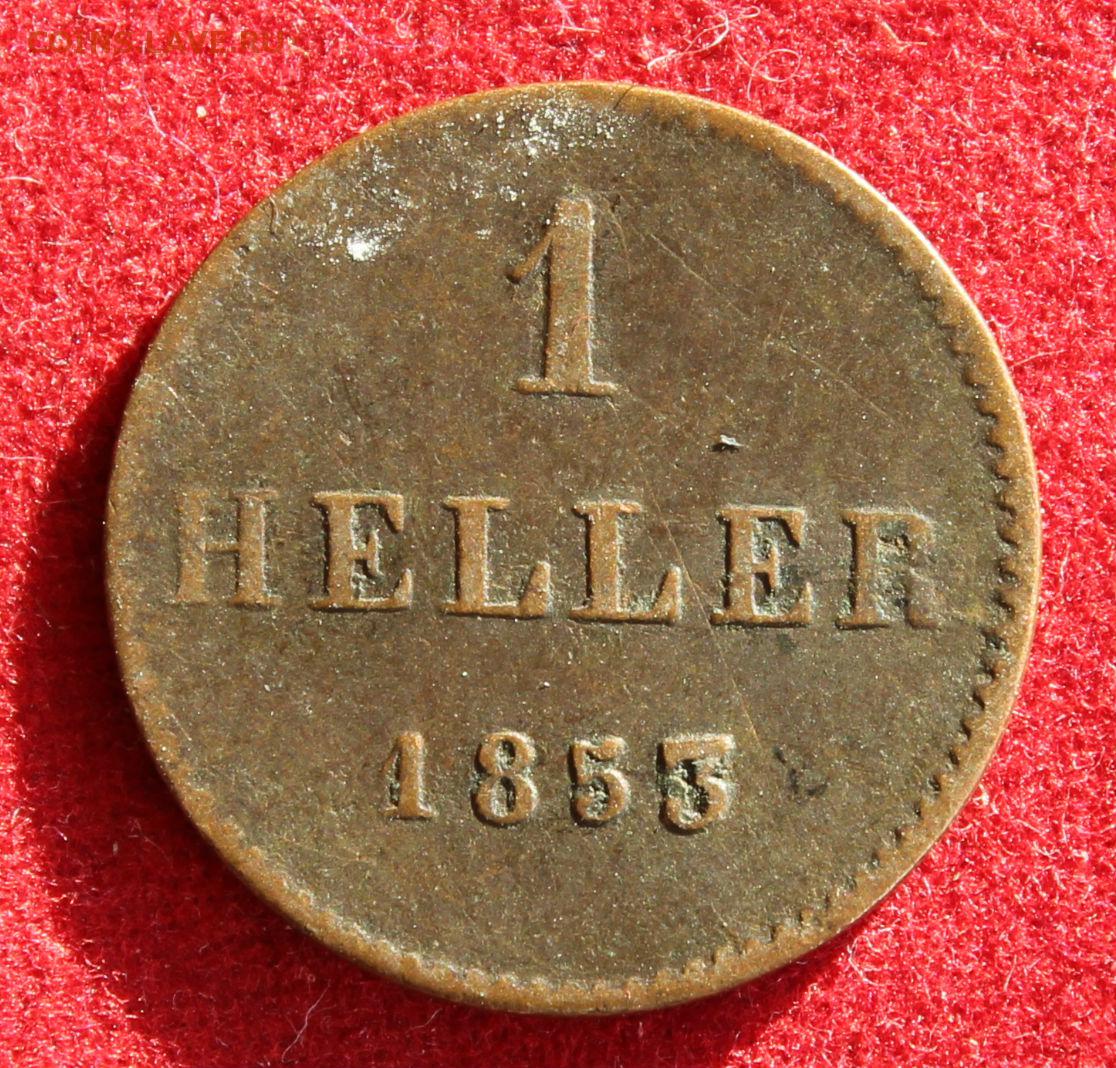 COINS.LAVE.RU
1
HELLER
1853